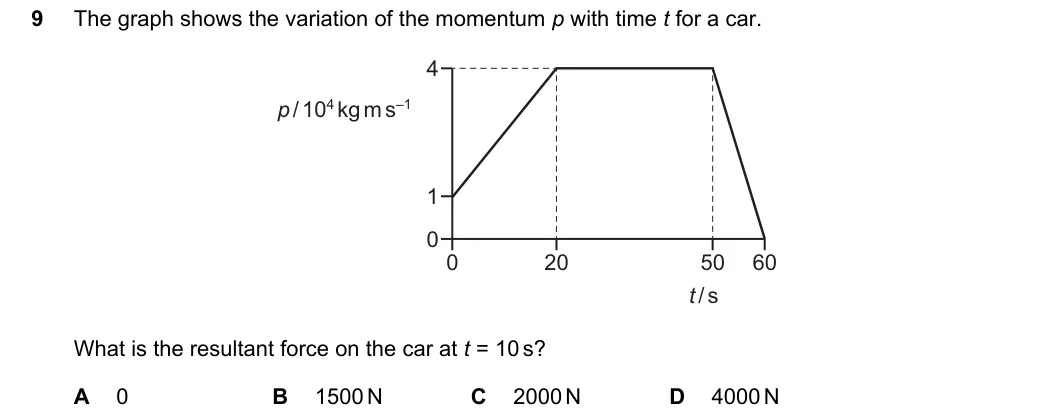 9 The graph shows the variation of the momentum p with time t for a car.
4
p / 10⁴ kg m s⁻¹
1
0
0 20 50 60
t / s
What is the resultant force on the car at t = 10 s?
A 0 B 1500 N C 2000 N D 4000 N